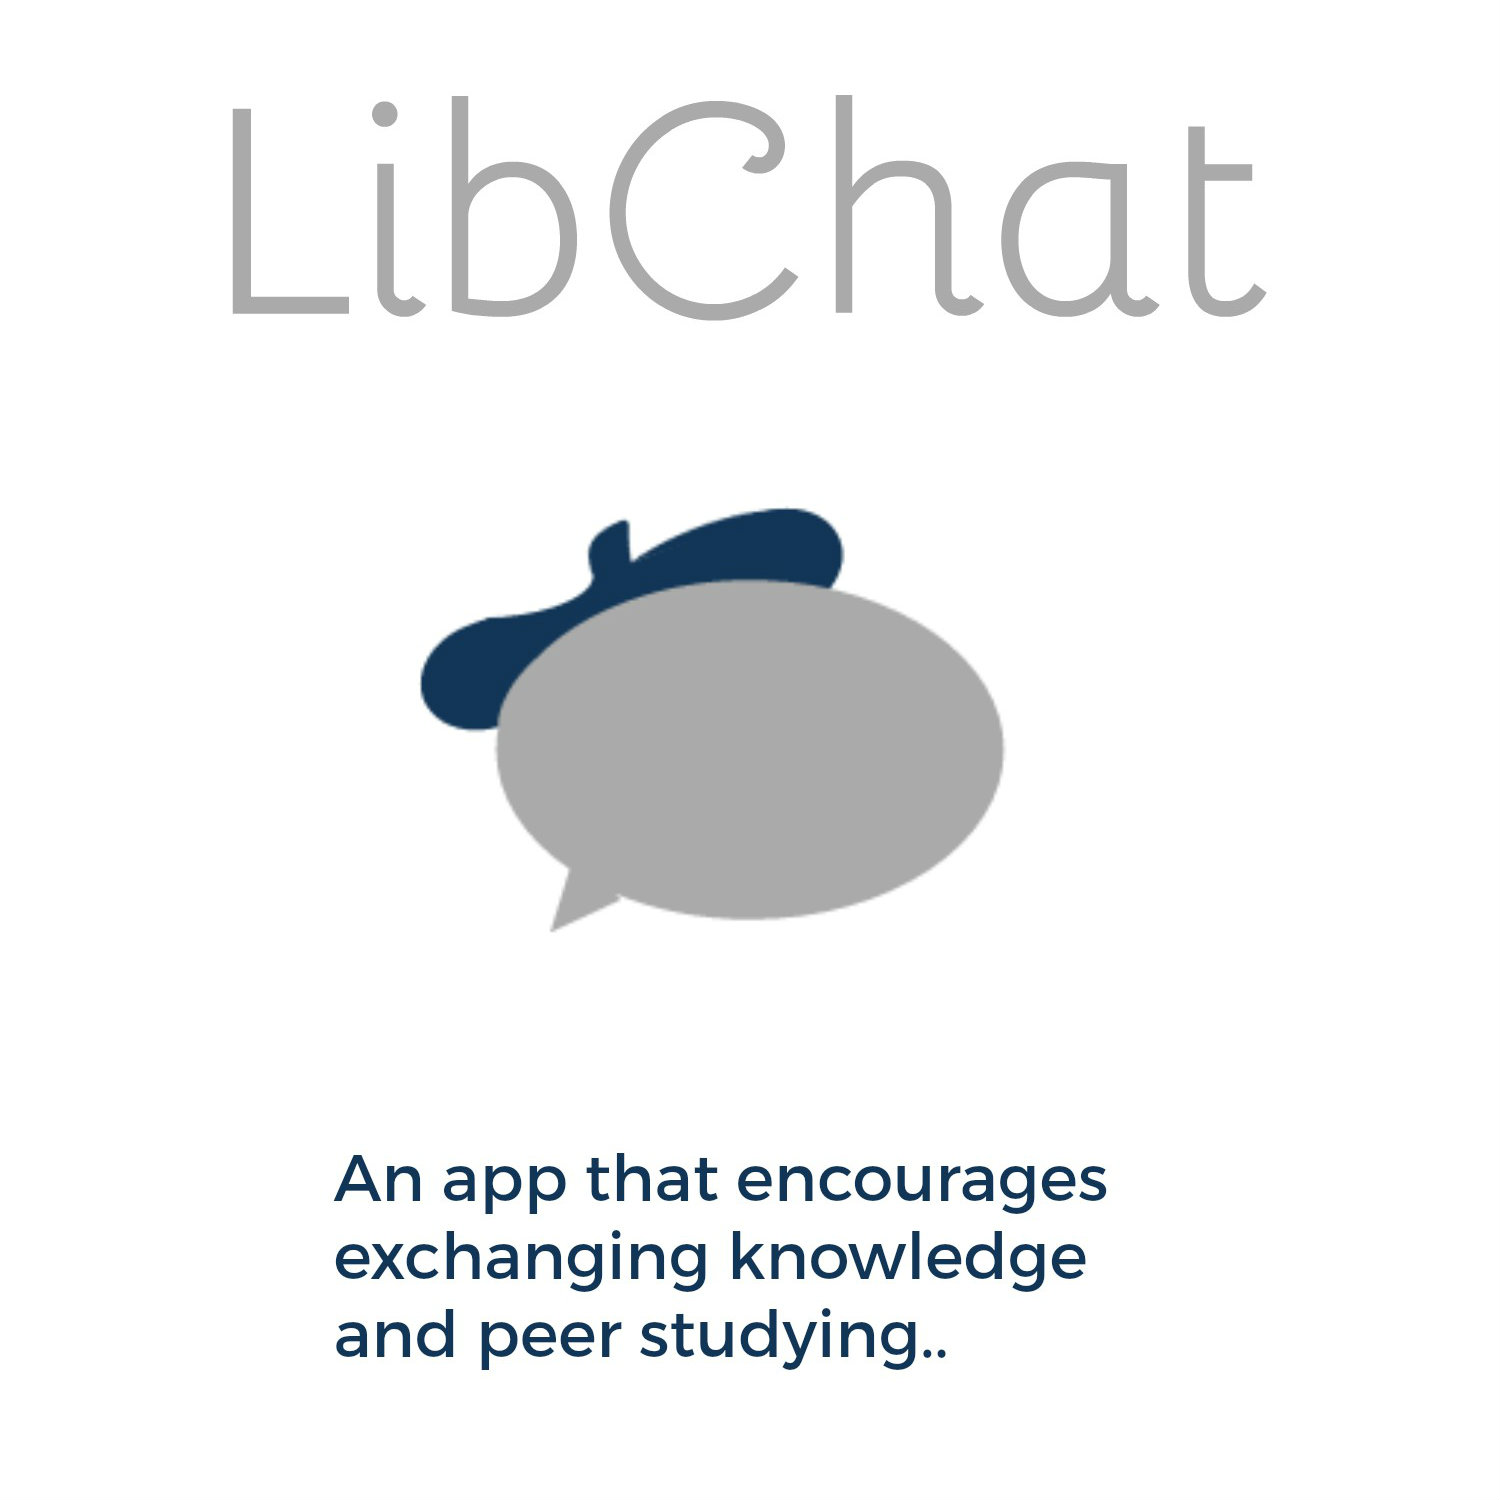 LibChat
An app that encourages
exchanging knowledge
and peer studying..